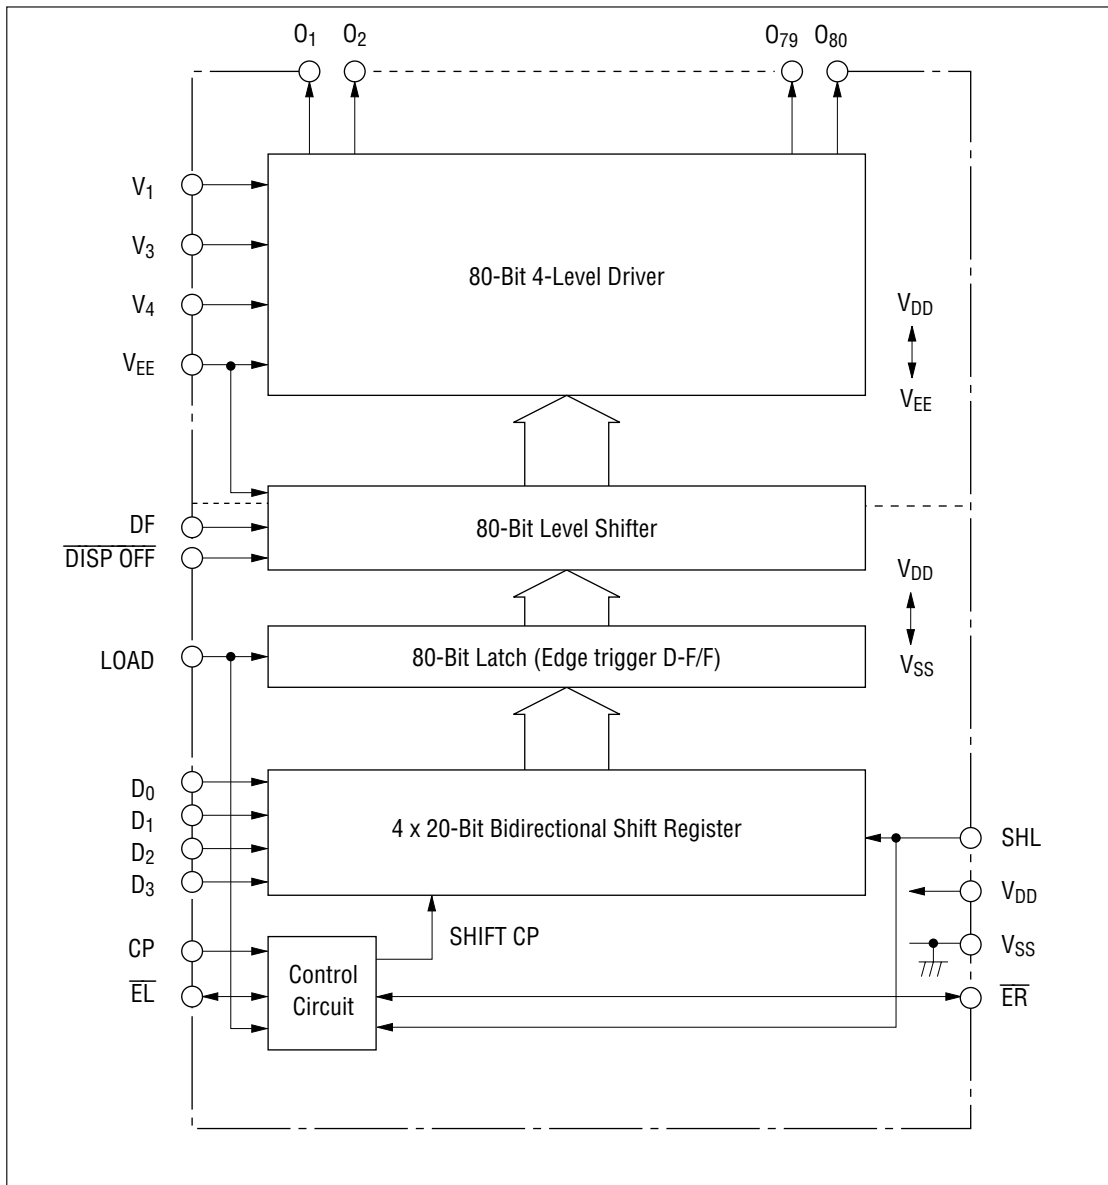 O1 O2 O79 O80
V1
V3
80-Bit 4-Level Driver
V4
VDD
VEE
VEE
80-Bit Level Shifter
DF
DISP OFF
VDD
80-Bit Latch (Edge trigger D-F/F)
LOAD
VSS
D0
D1
4 x 20-Bit Bidirectional Shift Register
SHL
D2
D3
VDD
SHIFT CP
CP
VSS
Control
Circuit
EL
ER